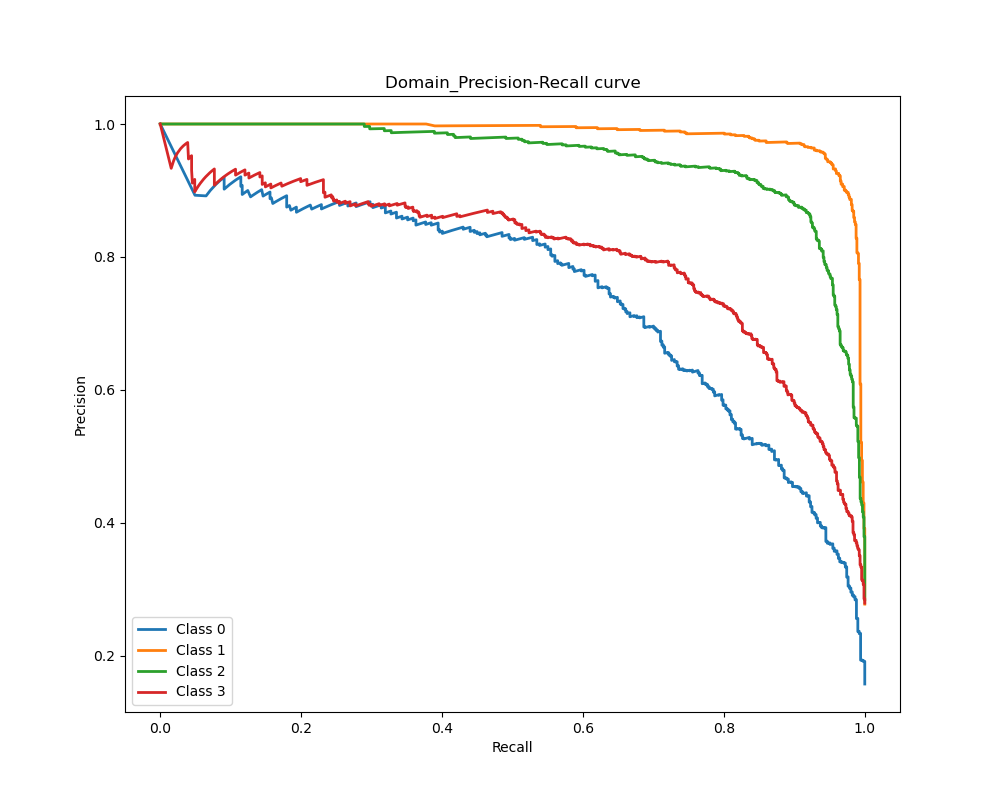 Domain_Precision-Recall curve
1.0
0.8
0.6
0.4
0.2
Precision
Class 0
Class 1
Class 2
Class 3
0.0 0.2 0.4 0.6 0.8 1.0
Recall